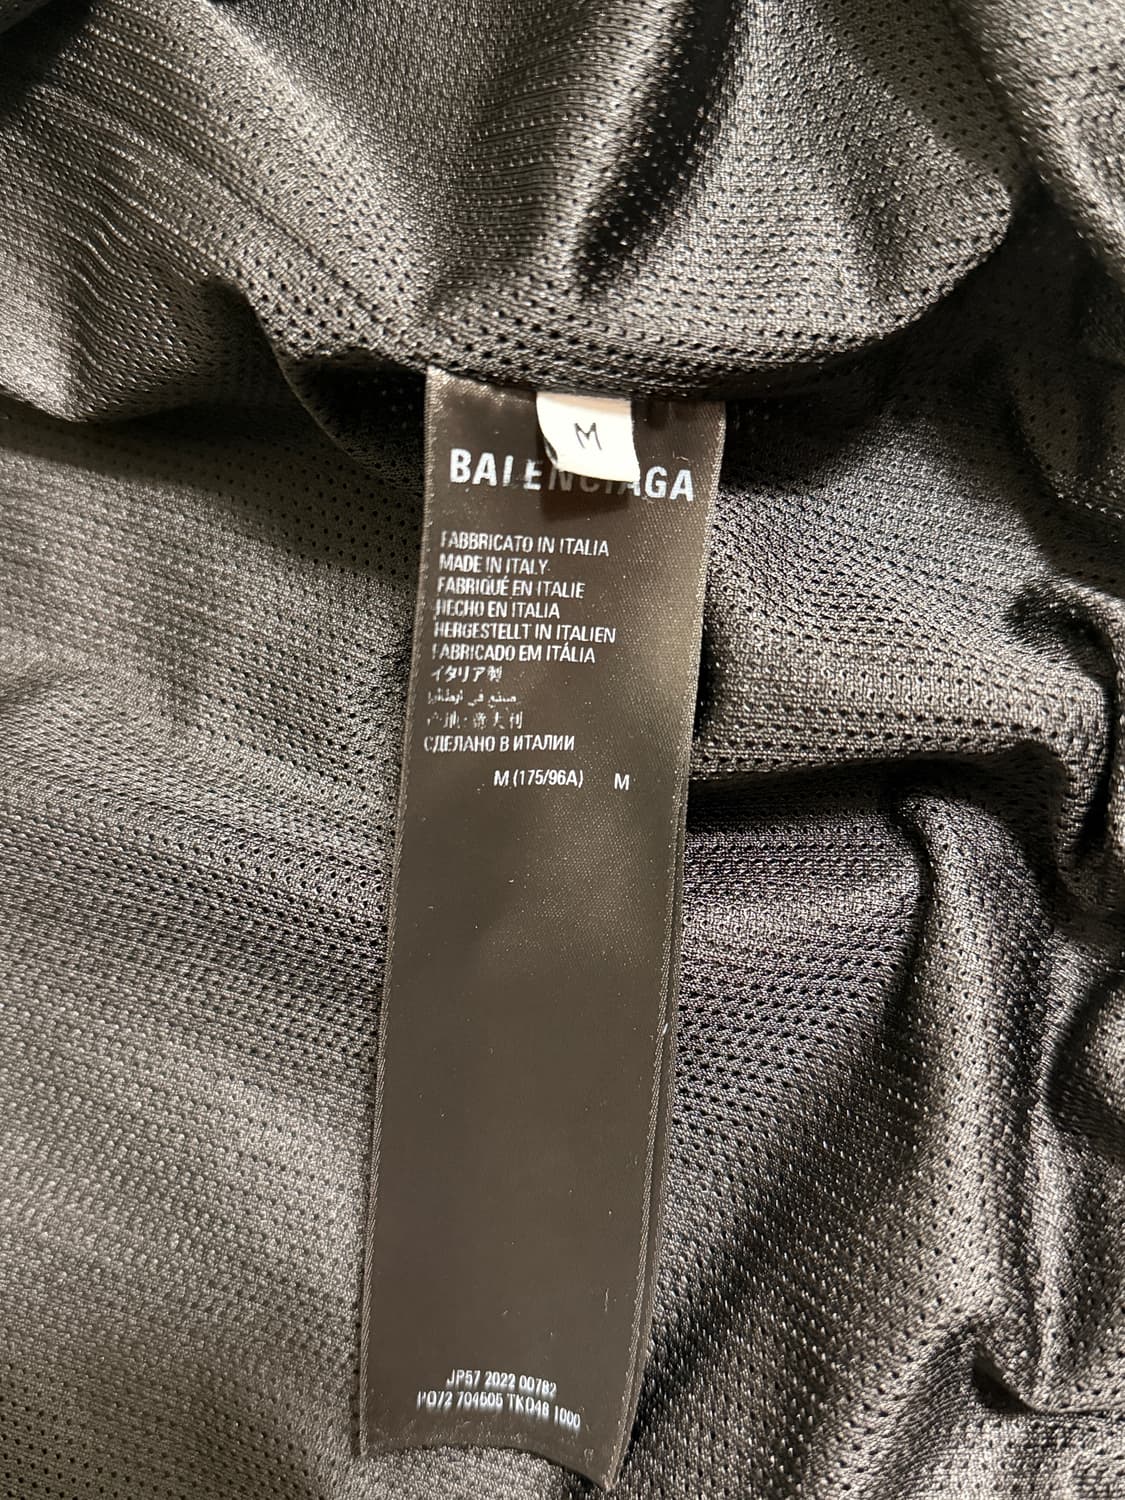 M
BALENCIAGA
FABBRICATO IN ITALIA
MADE IN ITALY
FABRIQUÉ EN ITALIE
HECHO EN ITALIA
HERGESTELLT IN ITALIEN
FABRICADO EM ITÁLIA
イタリア製
صنع في إيطاليا
产地:意大利
СДЕЛАНО В ИТАЛИИ
M (175/96A) M
JP57 2022 00782
PO72 704505 TKO48 1000